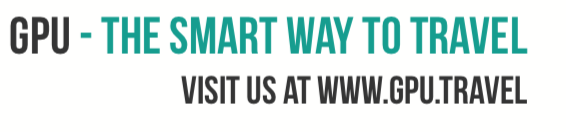 GPU - THE SMART WAY TO TRAVEL
VISIT US AT WWW.GPU.TRAVEL